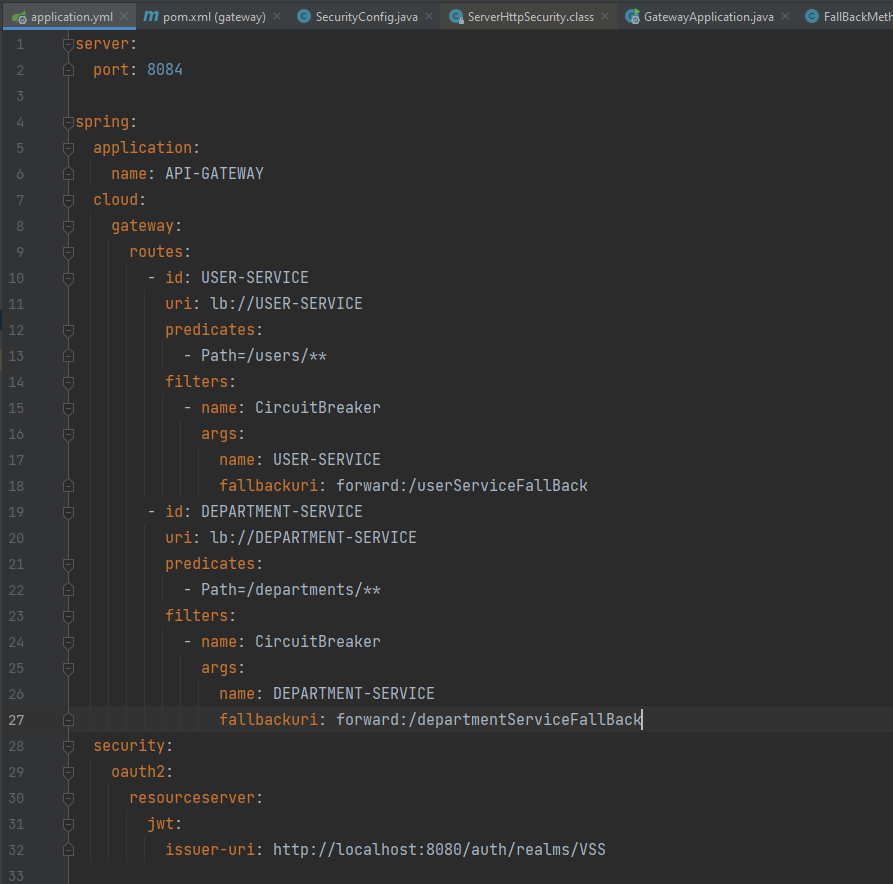 application.yml × m pom.xml (gateway) × C SecurityConfig.java × ServerHttpSecurity.class × GatewayApplication.java × C FallBackMeth
1 server:
2   port: 8084
3
4 spring:
5   application:
6     name: API-GATEWAY
7   cloud:
8     gateway:
9       routes:
10         - id: USER-SERVICE
11           uri: lb://USER-SERVICE
12           predicates:
13             - Path=/users/**
14           filters:
15             - name: CircuitBreaker
16               args:
17                 name: USER-SERVICE
18                 fallbackuri: forward:/userServiceFallBack
19         - id: DEPARTMENT-SERVICE
20           uri: lb://DEPARTMENT-SERVICE
21           predicates:
22             - Path=/departments/**
23           filters:
24             - name: CircuitBreaker
25               args:
26                 name: DEPARTMENT-SERVICE
27                 fallbackuri: forward:/departmentServiceFallBack
28   security:
29     oauth2:
30       resourceserver:
31         jwt:
32           issuer-uri: http://localhost:8080/auth/realms/VSS
33